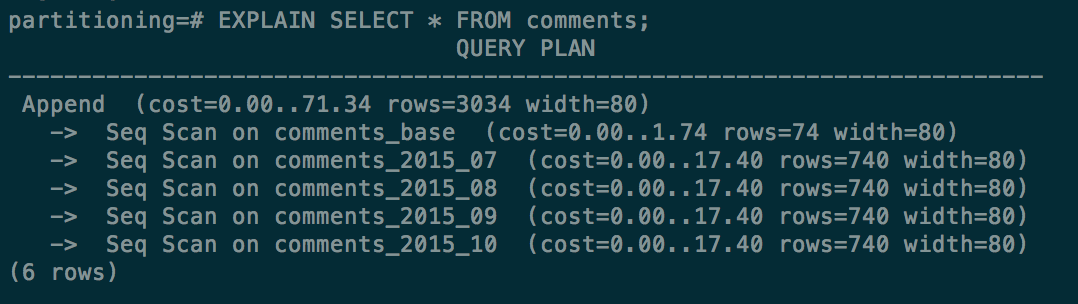 partitioning=# EXPLAIN SELECT * FROM comments;
QUERY PLAN
--------------------------------------------------------------------------
Append  (cost=0.00..71.34 rows=3034 width=80)
->  Seq Scan on comments_base  (cost=0.00..1.74 rows=74 width=80)
->  Seq Scan on comments_2015_07  (cost=0.00..17.40 rows=740 width=80)
->  Seq Scan on comments_2015_08  (cost=0.00..17.40 rows=740 width=80)
->  Seq Scan on comments_2015_09  (cost=0.00..17.40 rows=740 width=80)
->  Seq Scan on comments_2015_10  (cost=0.00..17.40 rows=740 width=80)
(6 rows)